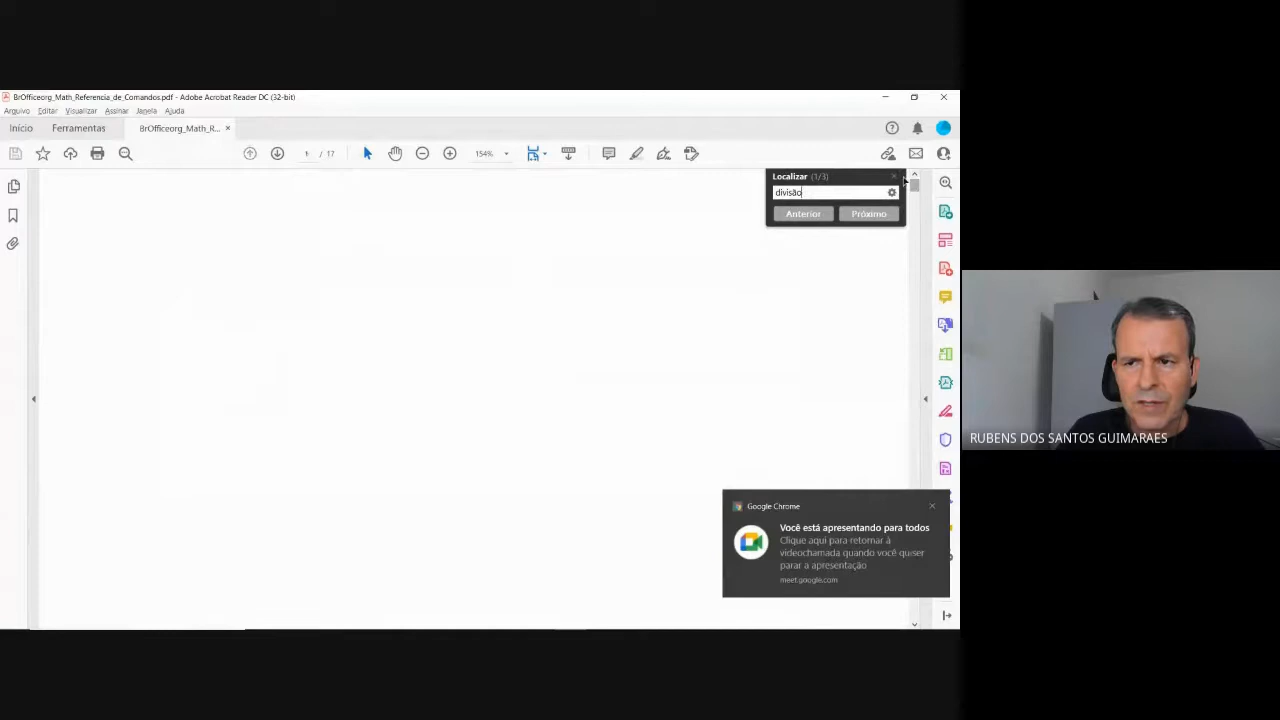 BrOfficeorg_Math_Referencia_de_Comandos.pdf - Adobe Acrobat Reader DC (32-bit)
Arquivo Editar Visualizar Assinar Janela Ajuda
Início Ferramentas BrOfficeorg_Math_R... ×
1 / 17 154%
Localizar (1/3)
divisão
Anterior Próximo
RUBENS DOS SANTOS GUIMARAES
Google Chrome
Você está apresentando para todos
Clique aqui para retornar à
videochamada quando você quiser
parar a apresentação
meet.google.com